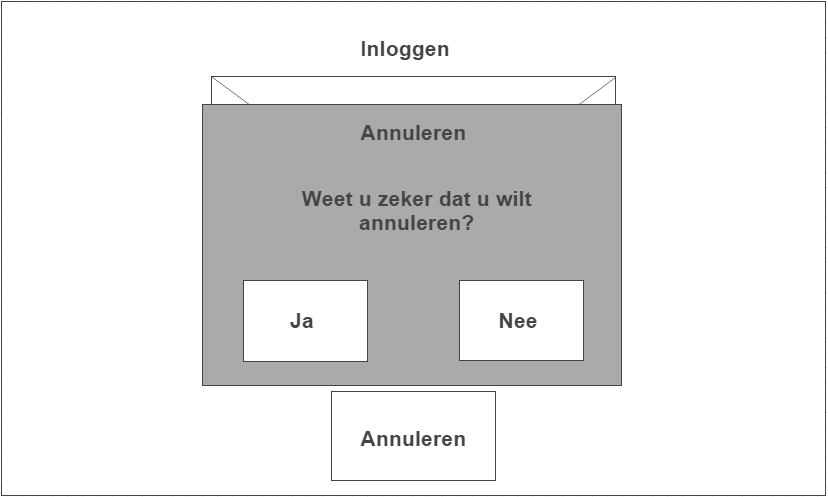 Inloggen
Annuleren
Weet u zeker dat u wilt
annuleren?
Ja
Nee
Annuleren